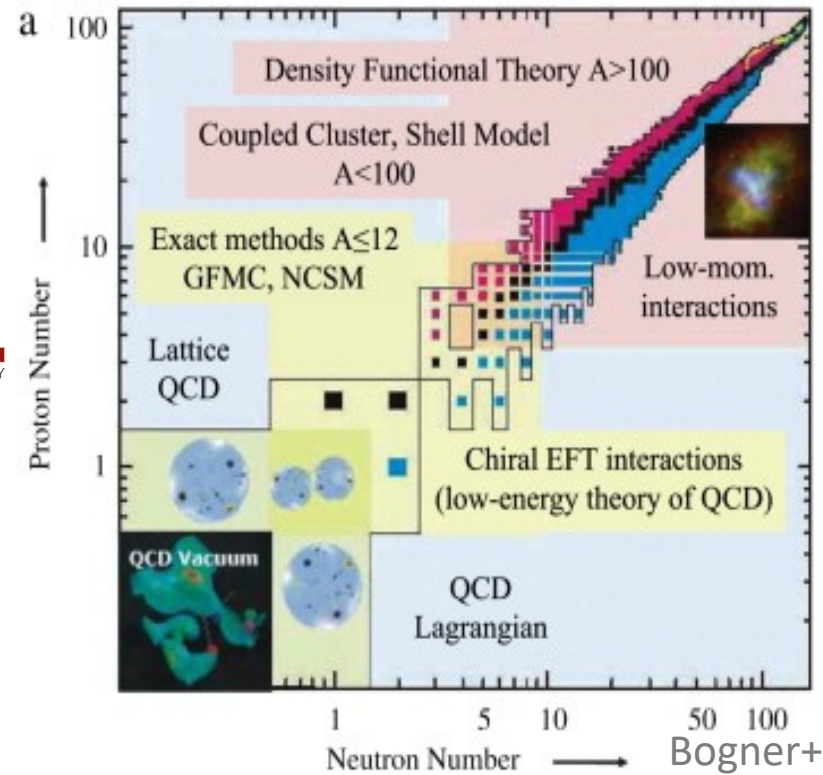 a
100
Density Functional Theory A>100
Coupled Cluster, Shell Model
A<100
10
Exact methods A≤12
GFMC, NCSM
Low-mom.
interactions
Lattice
QCD
Proton Number
Y
1
Chiral EFT interactions
(low-energy theory of QCD)
QCD Vacuum
QCD
Lagrangian
1 5 10 50 100
Neutron Number
Bogner+